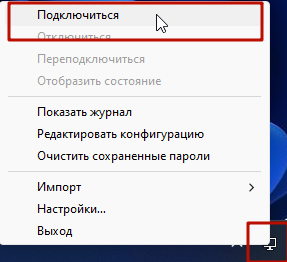 Подключиться
Отключиться
Переподключиться
Отобразить состояние
Показать журнал
Редактировать конфигурацию
Очистить сохраненные пароли
Импорт
Настройки...
Выход